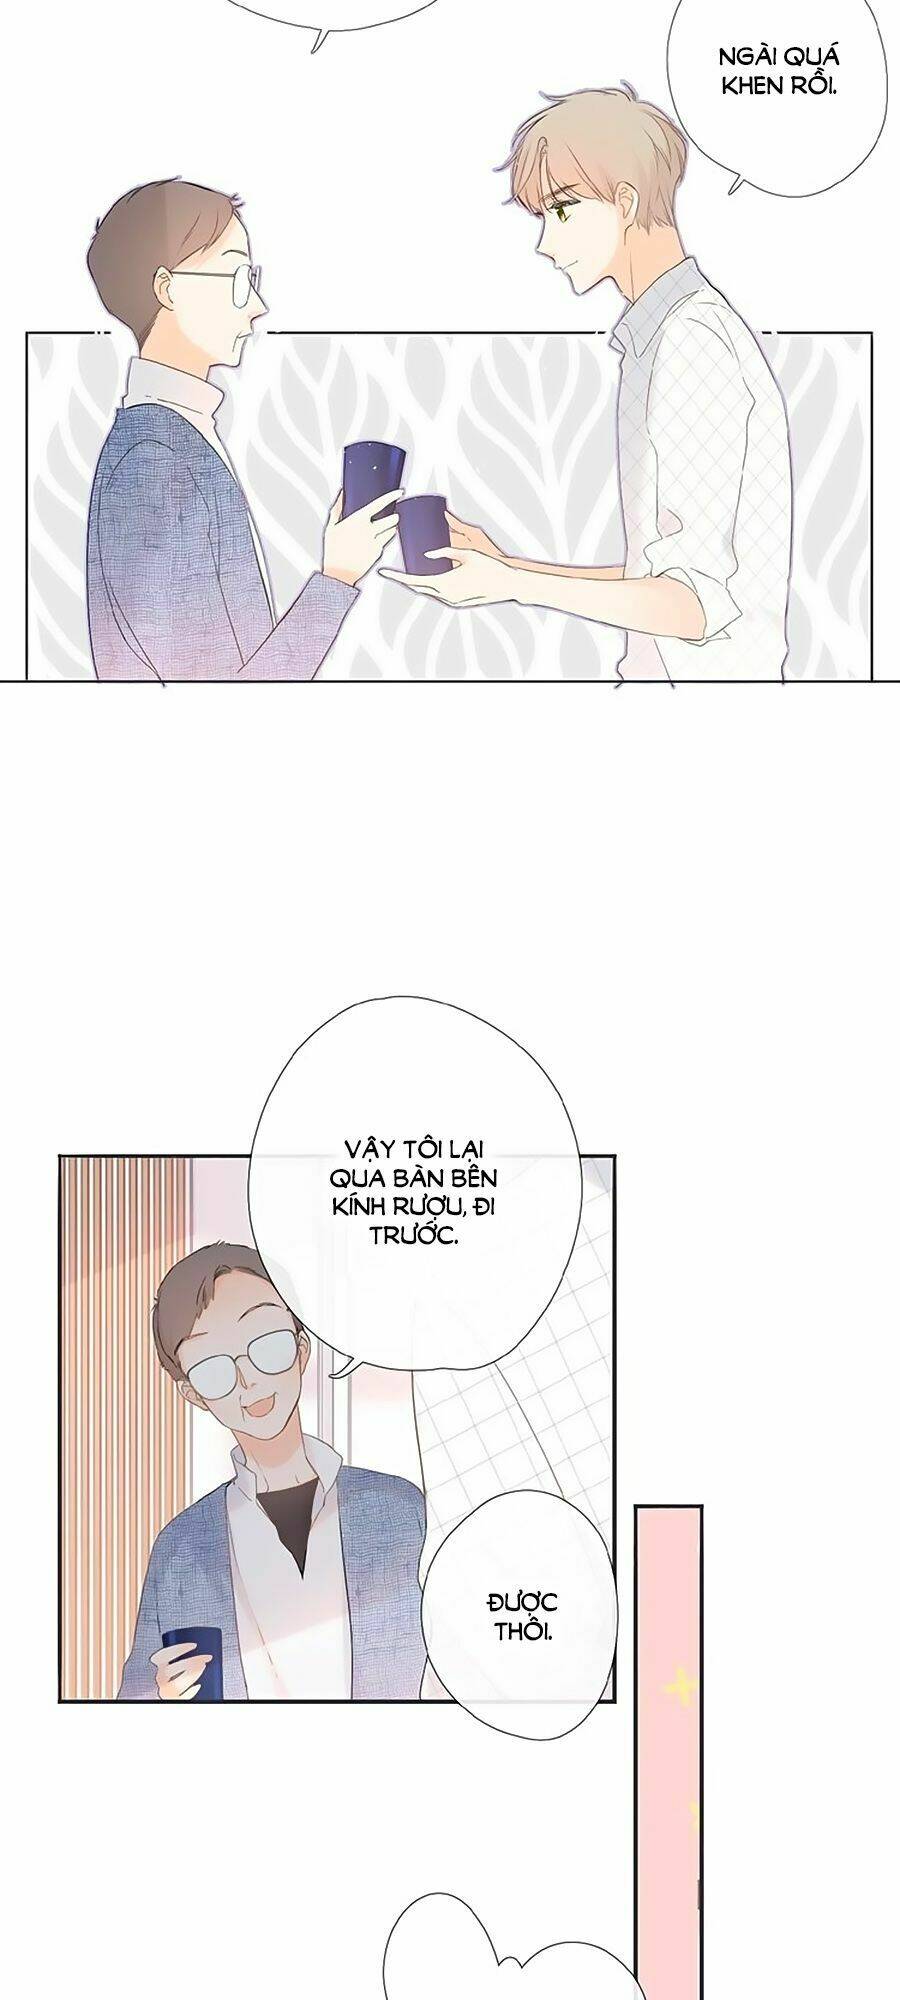 NGÀI QUÁ
KHEN RỒI.
VẬY TÔI LẠI
QUA BÀN BÊN
KÍNH RƯỢU, ĐI
TRƯỚC.
ĐƯỢC
THÔI.